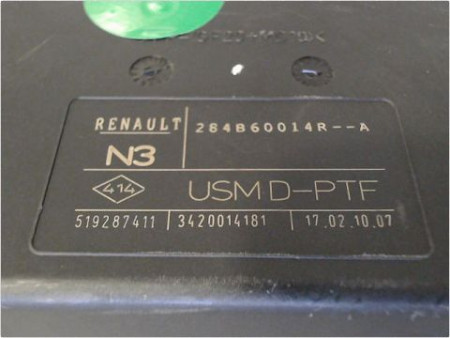 RENAULT 284B60014R--A
N3
414 USM D-PTF
519287411 3420014181 17.02.10.07